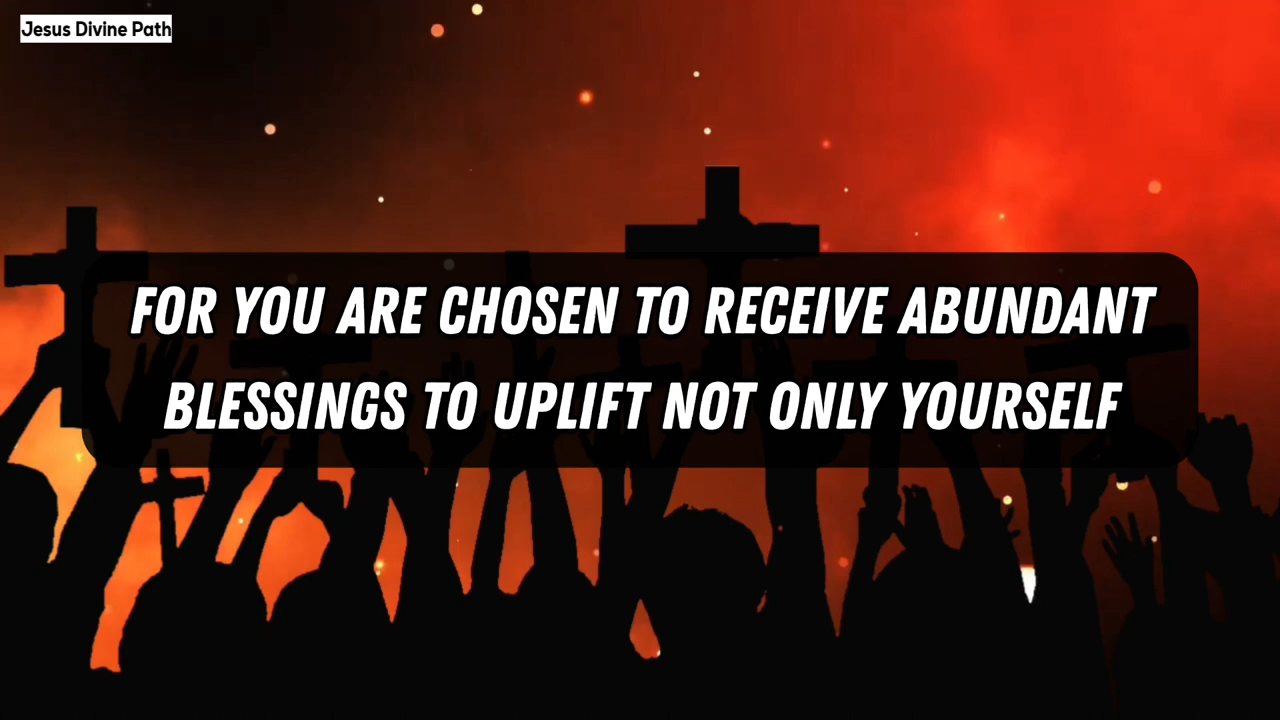 Jesus Divine Path
FOR YOU ARE CHOSEN TO RECEIVE ABUNDANT
BLESSINGS TO UPLIFT NOT ONLY YOURSELF